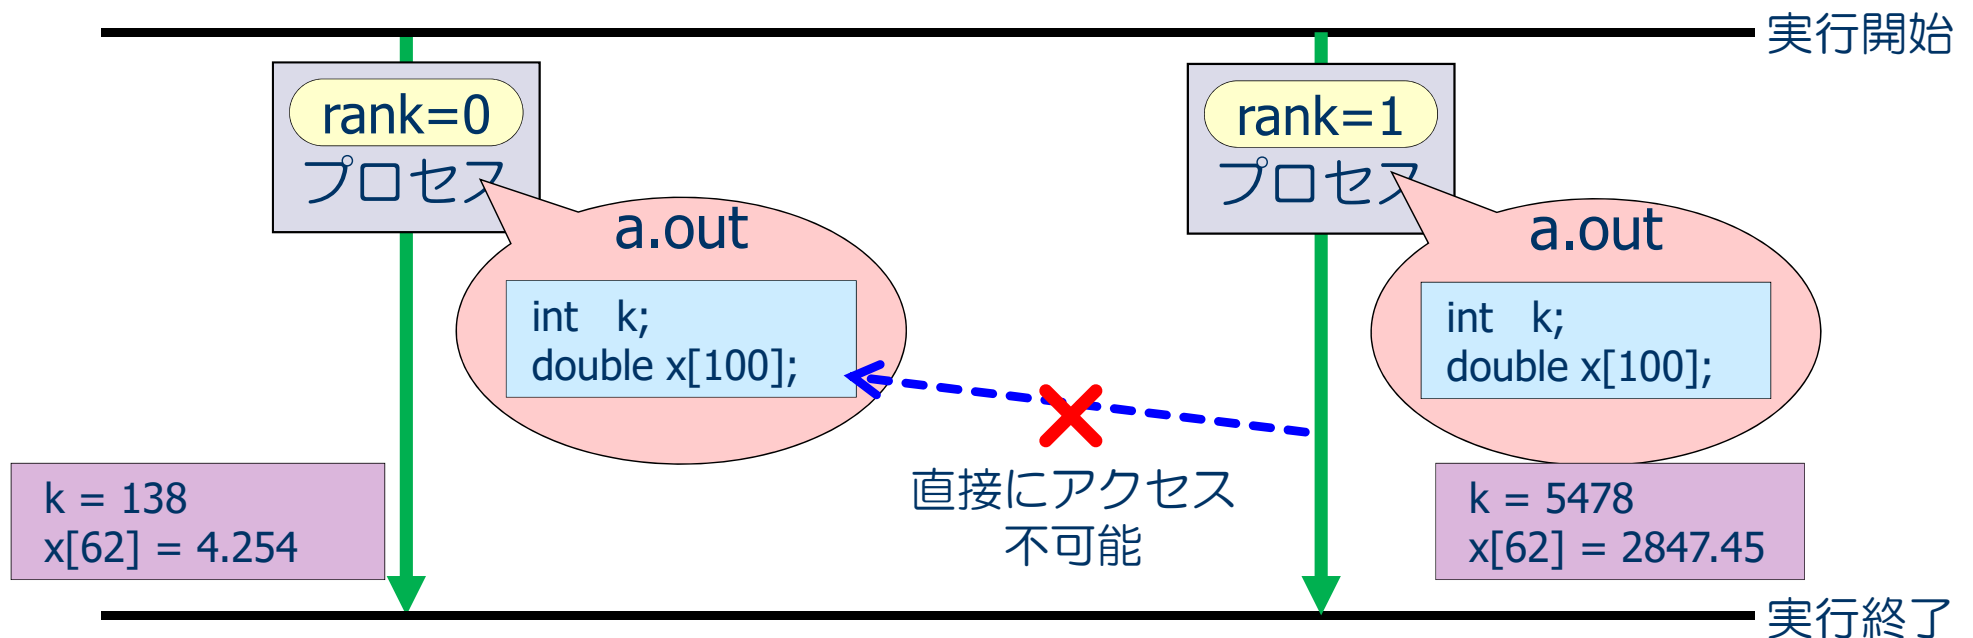 実行開始
rank=0
プロセス
a.out
int k;
double x[100];
k = 138
x[62] = 4.254
直接にアクセス
不可能
rank=1
プロセス
a.out
int k;
double x[100];
k = 5478
x[62] = 2847.45
実行終了